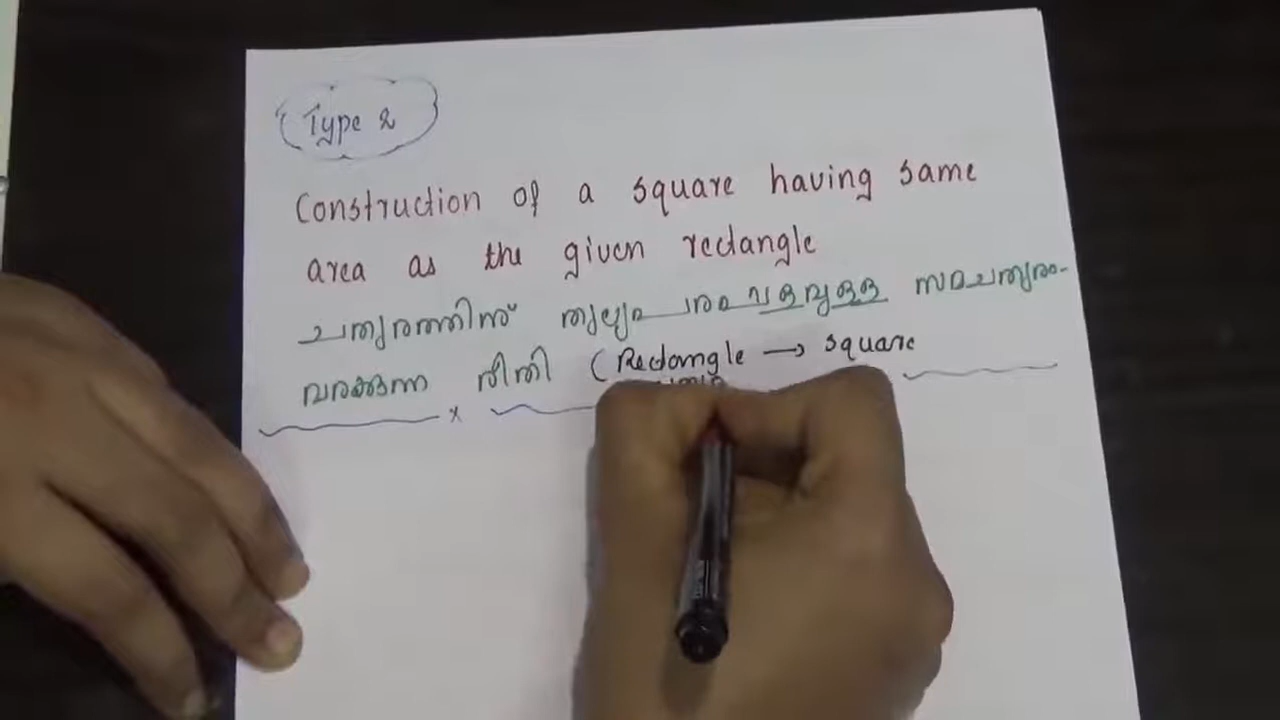 Type 2
Construction of a square having same
area as the given rectangle
ചതുരത്തിന് തുല്യമ പരപ്പളവുള്ള സമചതുരം-
വരക്കുന്ന രീതി (Rectangle → square
x